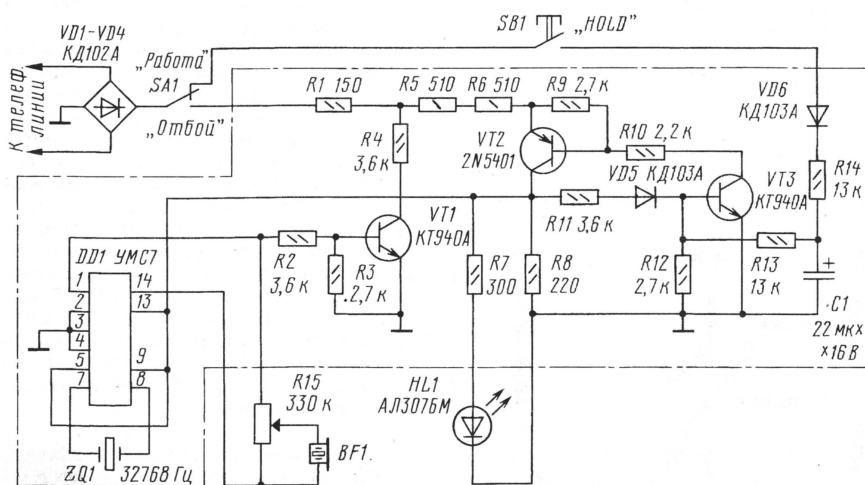 SB1 „HOLD"
VD1-VD4
КД102А
„Работа"
SA1
К телеф.
линии
„Отбой"
R1 150
R5 510
R6 510
R9 2,7 к
VD6
КД103А
R4
3,6 к
VT2
2N5401
R10 2,2 к
VD5 КД103А
R14
13 к
VT3
КТ940А
VT1
КТ940А
R11 3,6 к
DD1 УМС7
R2
3,6 к
R3
2,7 к
R7
300
R8
220
R12
2,7 к
R13
13 к
C1
22 мк×
×16 В
1
2
3
4
5
7
14
13
9
8
+
R15
330 к
BF1.
HL1
АЛ307БМ
ZQ1 32768 Гц